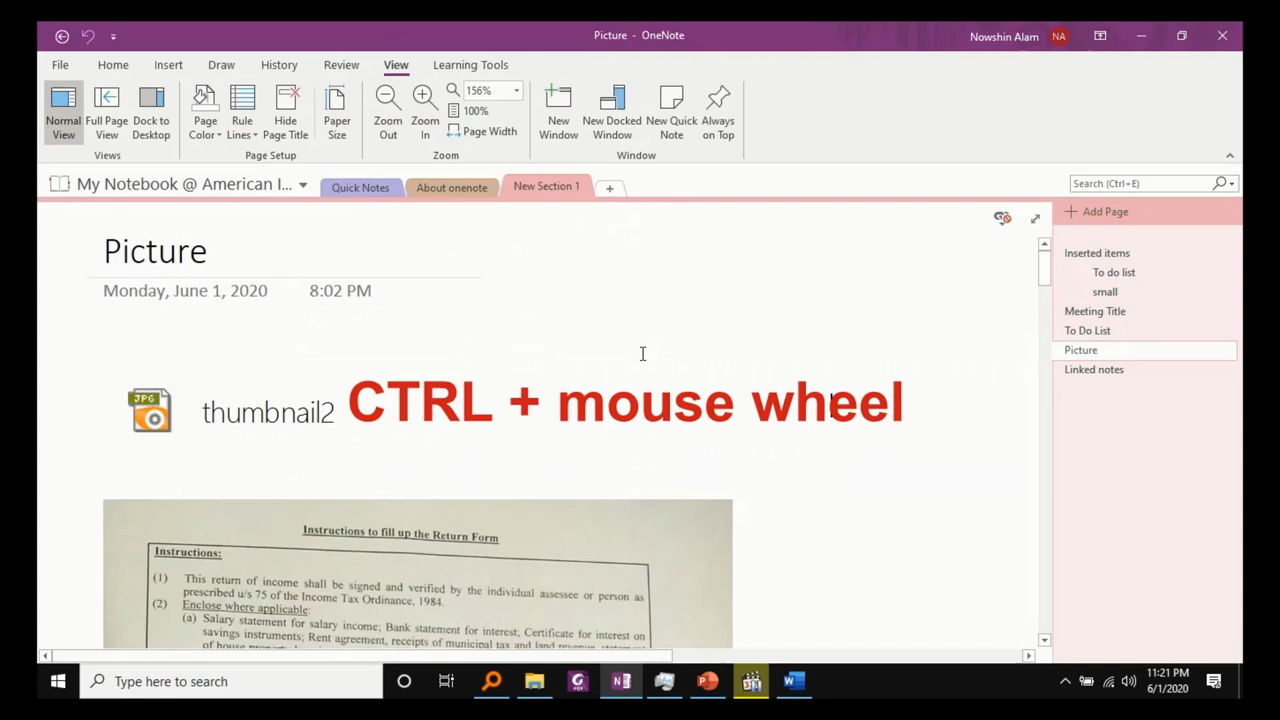 Picture - OneNote
Nowshin Alam NA
File Home Insert Draw History Review View Learning Tools
Normal View
Full Page View
Dock to Desktop
Views
Page Color
Rule Lines
Hide Page Title
Paper Size
Page Setup
Zoom Out
Zoom In
156%
100%
Page Width
Zoom
New Window
New Docked Window
New Quick Note
Always on Top
Window
My Notebook @ American I...
Quick Notes
About onenote
New Section 1
Search (Ctrl+E)
Add Page
Inserted items
To do list
small
Meeting Title
To Do List
Picture
Linked notes
Picture
Monday, June 1, 2020 8:02 PM
JPG
thumbnail2
CTRL + mouse wheel
Instructions to fill up the Return Form
Instructions:
(1) This return of income shall be signed and verified by the individual assessee or person as
prescribed u/s 75 of the Income Tax Ordinance, 1984.
(2) Enclose where applicable:
(a) Salary statement for salary income; Bank statement for interest; Certificate for interest on
savings instruments; Rent agreement, receipts of municipal tax and land revenue, statement
of house property
Type here to search
11:21 PM
6/1/2020